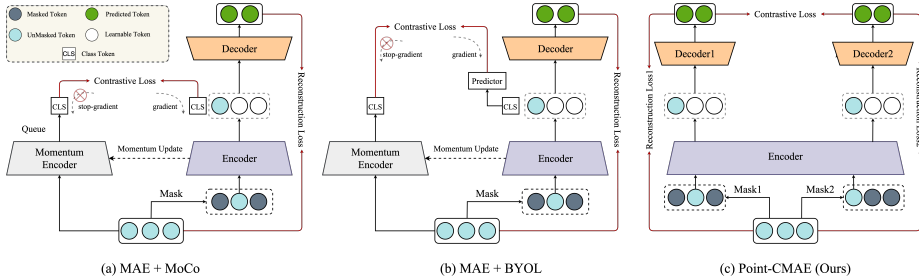 Masked Token
Predicted Token
UnMasked Token
Learnable Token
CLS
Class Token
Contrastive Loss
stop-gradient
gradient
CLS
CLS
Queue
Momentum
Encoder
Momentum Update
Encoder
Decoder
Mask
Reconstruction Loss
(a) MAE + MoCo
Contrastive Loss
stop-gradient
gradient
Predictor
CLS
CLS
Momentum
Encoder
Momentum Update
Encoder
Decoder
Mask
Reconstruction Loss
(b) MAE + BYOL
Contrastive Loss
Decoder1
Decoder2
Reconstruction Loss1
Encoder
Mask1
Mask2
(c) Point-CMAE (Ours)